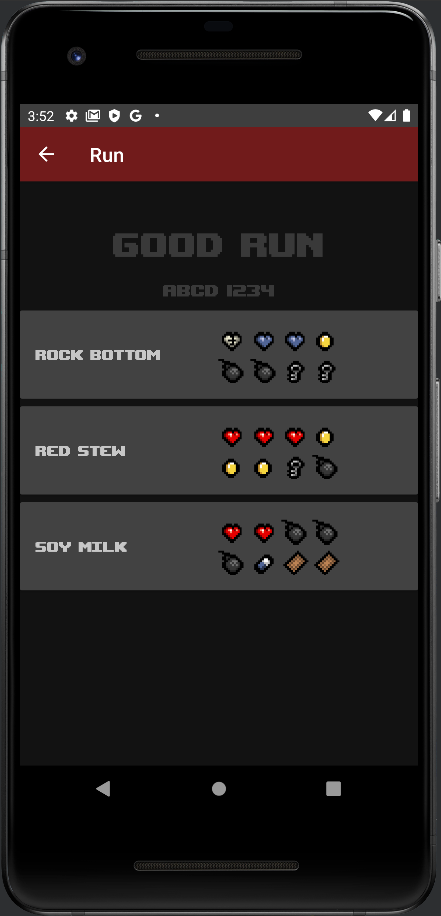 3:52
Run
GOOD RUN
ABCD 1234
ROCK BOTTOM
RED STEW
SOY MILK